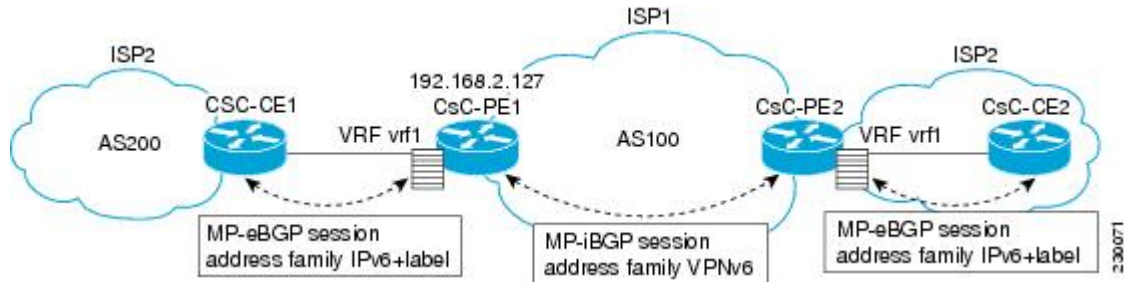 ISP1
ISP2
ISP2
192.168.2.127
CSC-CE1
CsC-PE1
CsC-PE2
CsC-CE2
AS200
VRF vrf1
AS100
VRF vrf1
MP-eBGP session
address family IPv6+label
MP-iBGP session
address family VPNv6
MP-eBGP session
address family IPv6+label
230071